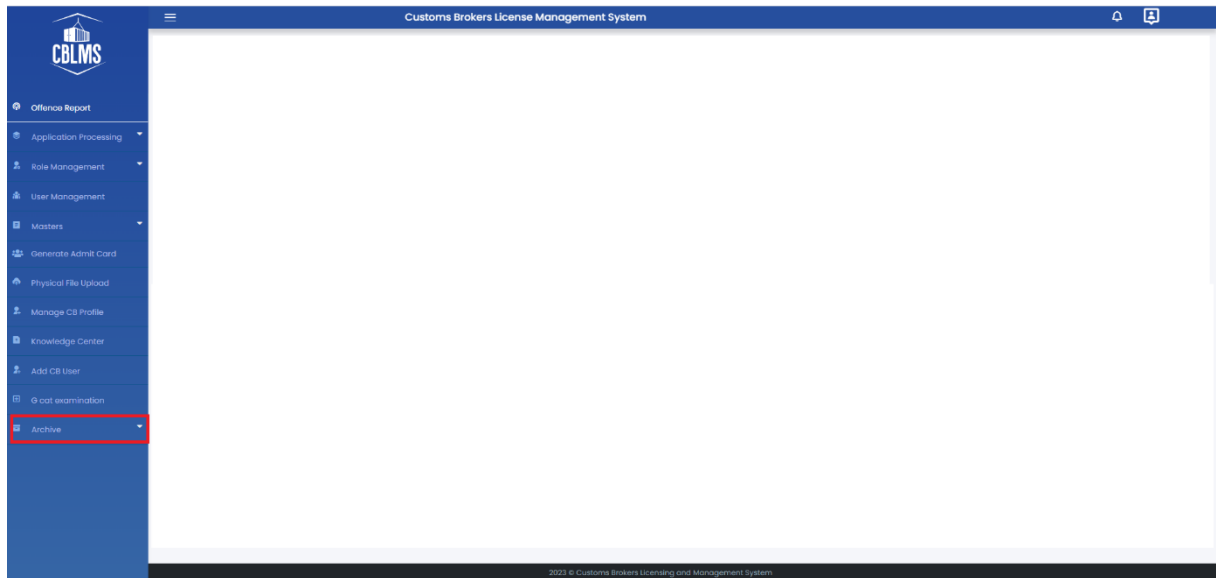 Customs Brokers License Management System
CBLMS
Offence Report
Application Processing
Role Management
User Management
Masters
Generate Admit Card
Physical File Upload
Manage CB Profile
Knowledge Center
Add CB User
G cat examination
Archive
2023 © Customs Brokers Licensing and Management System